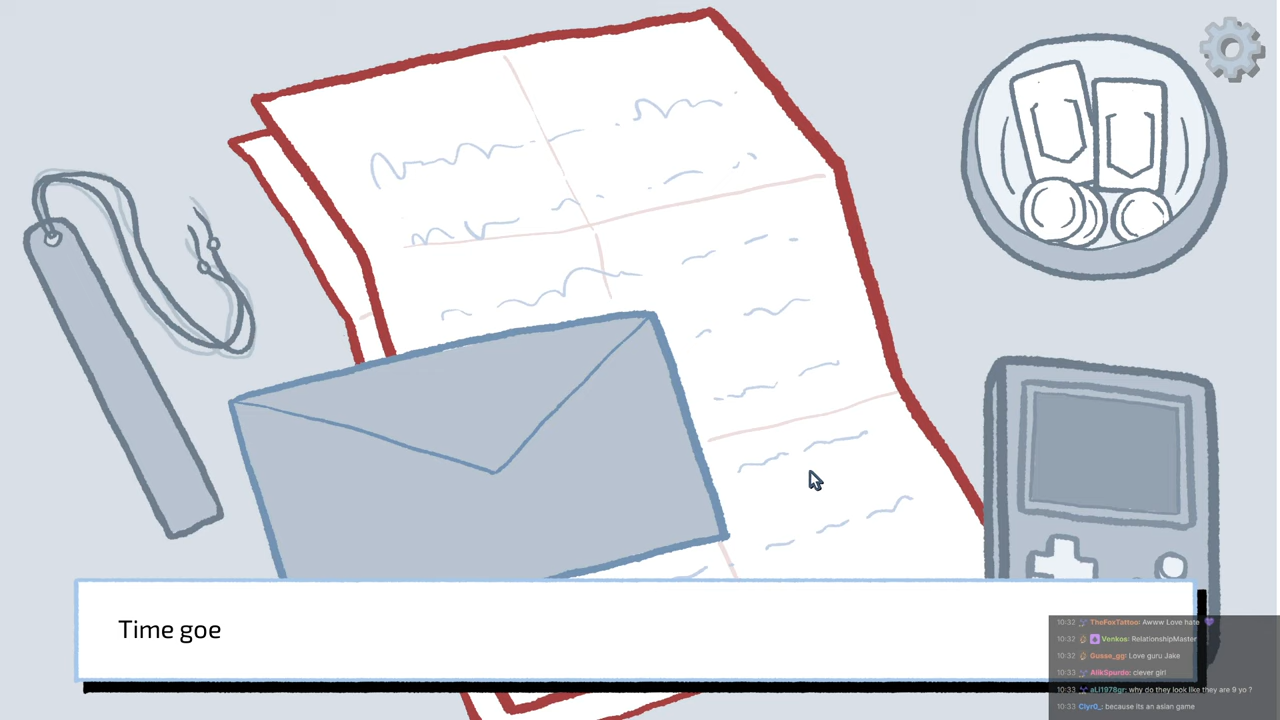 Time goe
10:32 TheFoxTattoo: Awww Love hate
10:32 Venkos: RelationshipMaster
10:33 Gusse_gg: Love guru Jake
10:33 AlikSpurdo: clever girl
10:33 aLI1978gr: why do they look like they are 9 yo ?
10:33 Clyr0_: because its an asian game